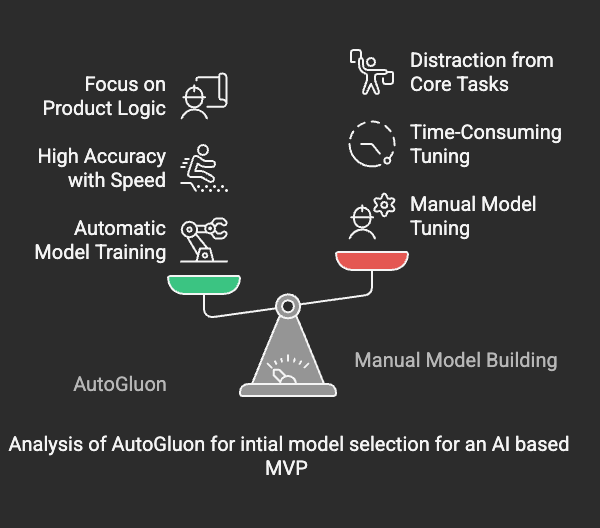 Focus on
Product Logic
High Accuracy
with Speed
Automatic
Model Training
Distraction from
Core Tasks
Time-Consuming
Tuning
Manual Model
Tuning
AutoGluon
Manual Model Building
Analysis of AutoGluon for intial model selection for an AI based
MVP